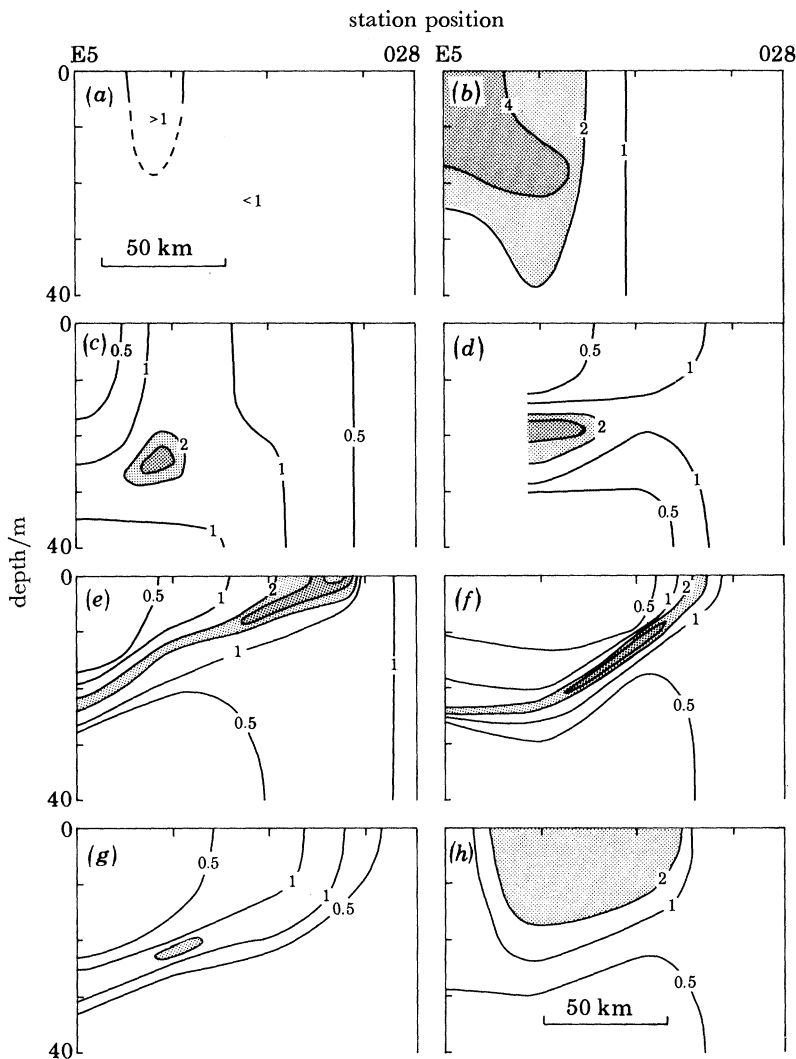 station position
E5 028 E5 028
0 (a) >1 <1 50 km 40
(b) 4 2 1
0 (c) 0.5 1 2 1 0.5 1 40
(d) 0.5 1 2 1 0.5
depth/m
0 (e) 0.5 1 2 1 1 0.5 40
(f) 0.5 1 2 1 0.5
0 (g) 0.5 1 1 0.5 40
(h) 2 1 0.5 50 km